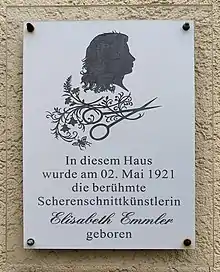 In diesem Haus
wurde am 02. Mai 1921
die berühmte
Scherenschnittkünstlerin
Elisabeth Emmler
geboren